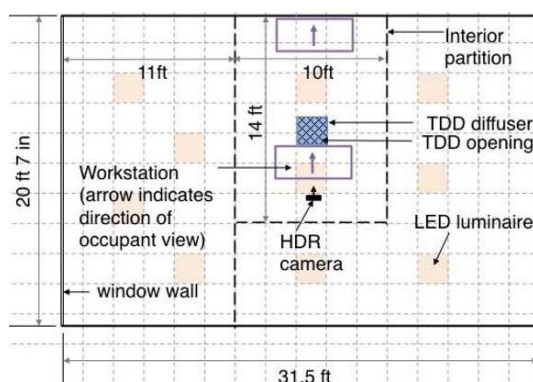 Interior
partition
11ft
10ft
14 ft
20 ft 7 in
TDD diffuser
TDD opening
Workstation
(arrow indicates
direction of
occupant view)
HDR
camera
LED luminaire
window wall
31.5 ft